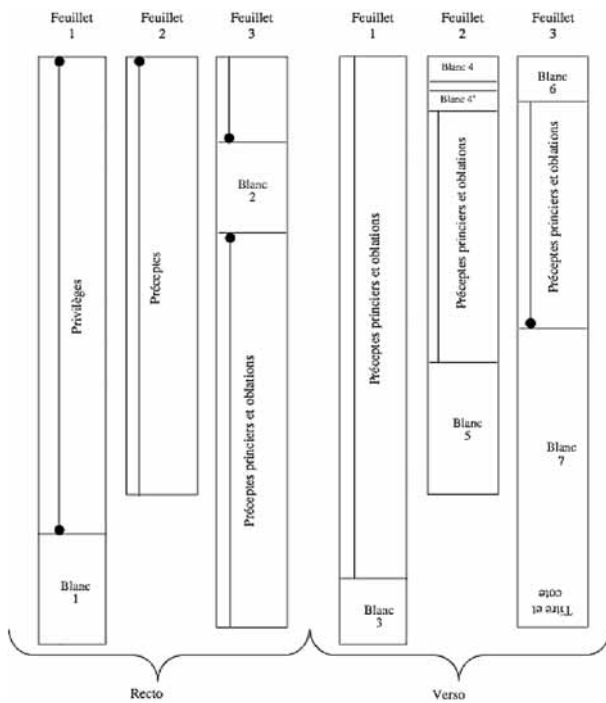 Feuillet
1
Feuillet
2
Feuillet
3
Feuillet
1
Feuillet
2
Feuillet
3
Privilèges
Blanc
1
Préceptes
Blanc
2
Préceptes princiers et oblations
Préceptes princiers et oblations
Blanc
3
Blanc 4
Blanc 4'
Préceptes princiers et oblations
Blanc
5
Blanc
6
Préceptes princiers et oblations
Blanc
7
Titre et
cote
Recto
Verso